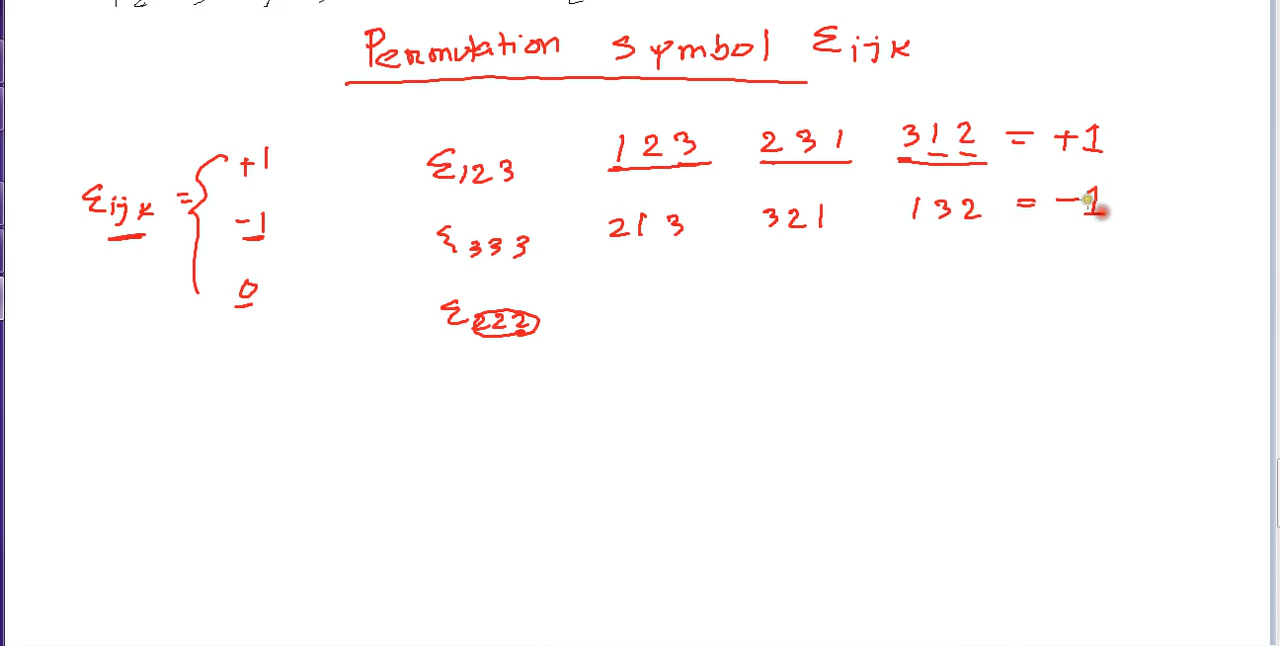 Permutation symbol εijk
εijk = { +1 -1 0
ε123 123 231 312 = +1
ε333 213 321 132 = -1
ε222